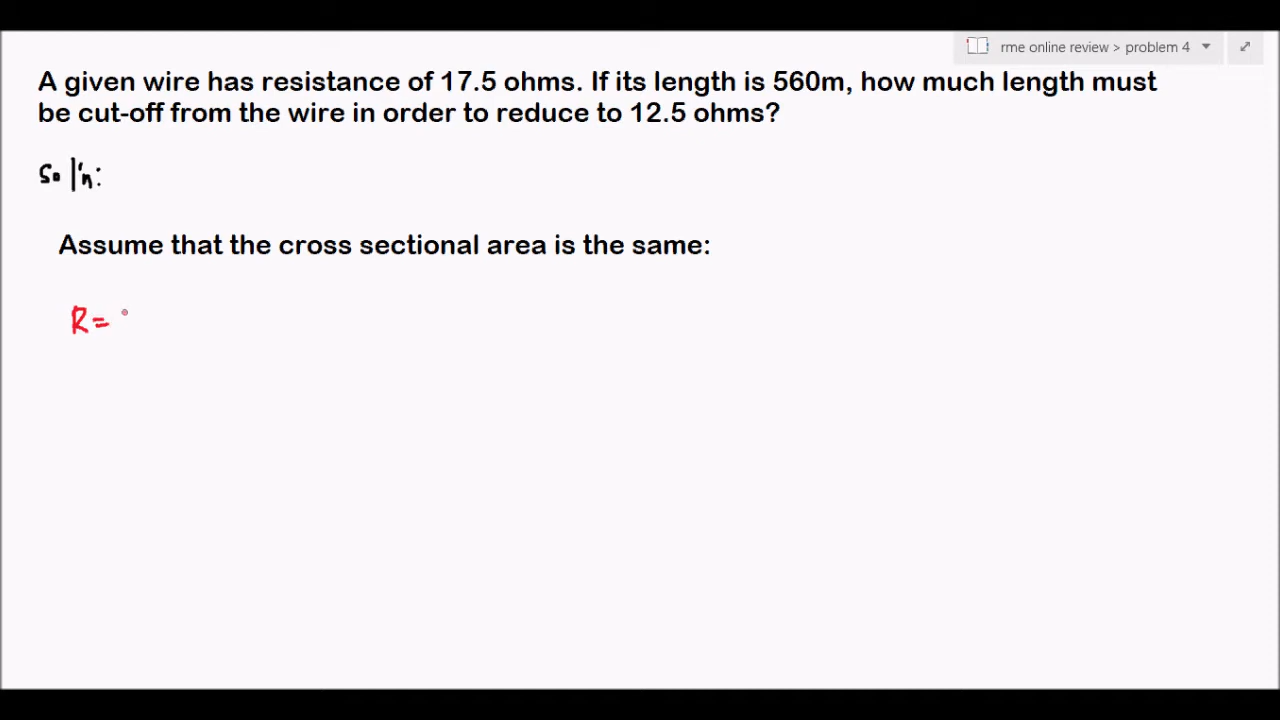 rme online review > problem 4
A given wire has resistance of 17.5 ohms. If its length is 560m, how much length must
be cut-off from the wire in order to reduce to 12.5 ohms?
Sol'n:
Assume that the cross sectional area is the same:
R=